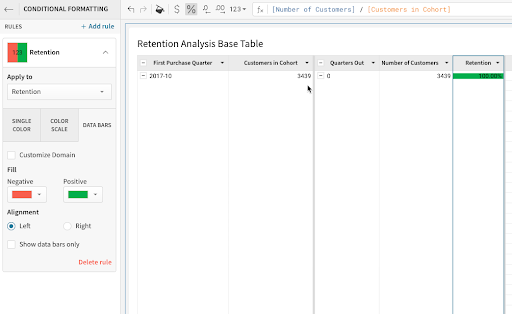 CONDITIONAL FORMATTING
RULES
+ Add rule
123
Retention
Apply to
Retention
SINGLE COLOR
COLOR SCALE
DATA BARS
Customize Domain
Fill
Negative
Positive
Alignment
Left
Right
Show data bars only
Delete rule
$ % .0 .00 123
fx [Number of Customers] / [Customers in Cohort]
Retention Analysis Base Table
First Purchase Quarter Customers in Cohort Quarters Out Number of Customers Retention
2017-10 3439 0 3439 100.00%